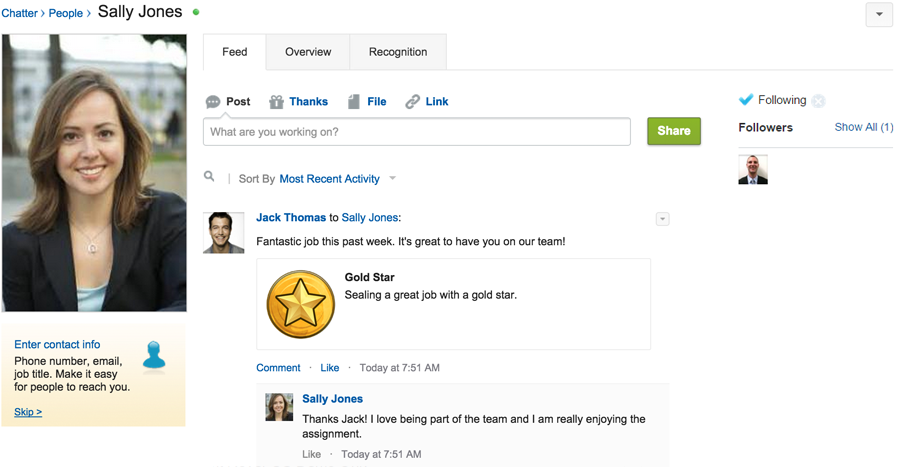 Chatter › People › Sally Jones
Feed
Overview
Recognition
Post
Thanks
File
Link
What are you working on?
Share
Sort By Most Recent Activity
Jack Thomas to Sally Jones:
Fantastic job this past week. It's great to have you on our team!
Gold Star
Sealing a great job with a gold star.
Comment · Like · Today at 7:51 AM
Sally Jones
Thanks Jack! I love being part of the team and I am really enjoying the
assignment.
Like · Today at 7:51 AM
Following
Followers
Show All (1)
Enter contact info
Phone number, email,
job title. Make it easy
for people to reach you.
Skip >